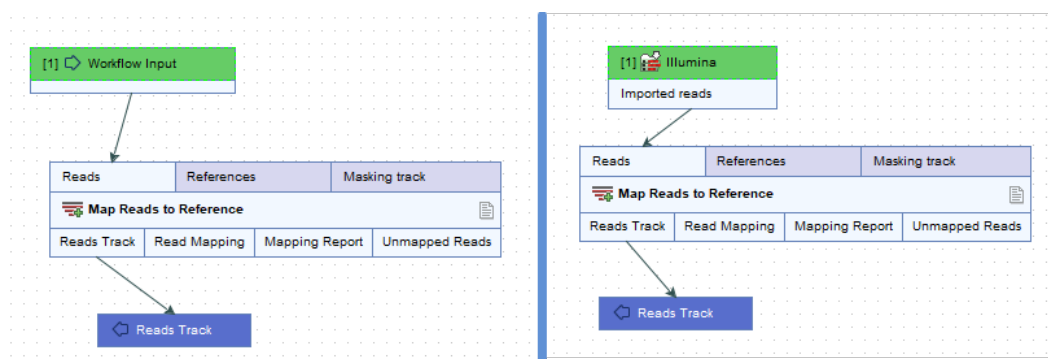 [1] Workflow Input
Reads
References
Masking track
Map Reads to Reference
Reads Track
Read Mapping
Mapping Report
Unmapped Reads
Reads Track
[1] Illumina
Imported reads
Reads
References
Masking track
Map Reads to Reference
Reads Track
Read Mapping
Mapping Report
Unmapped Reads
Reads Track